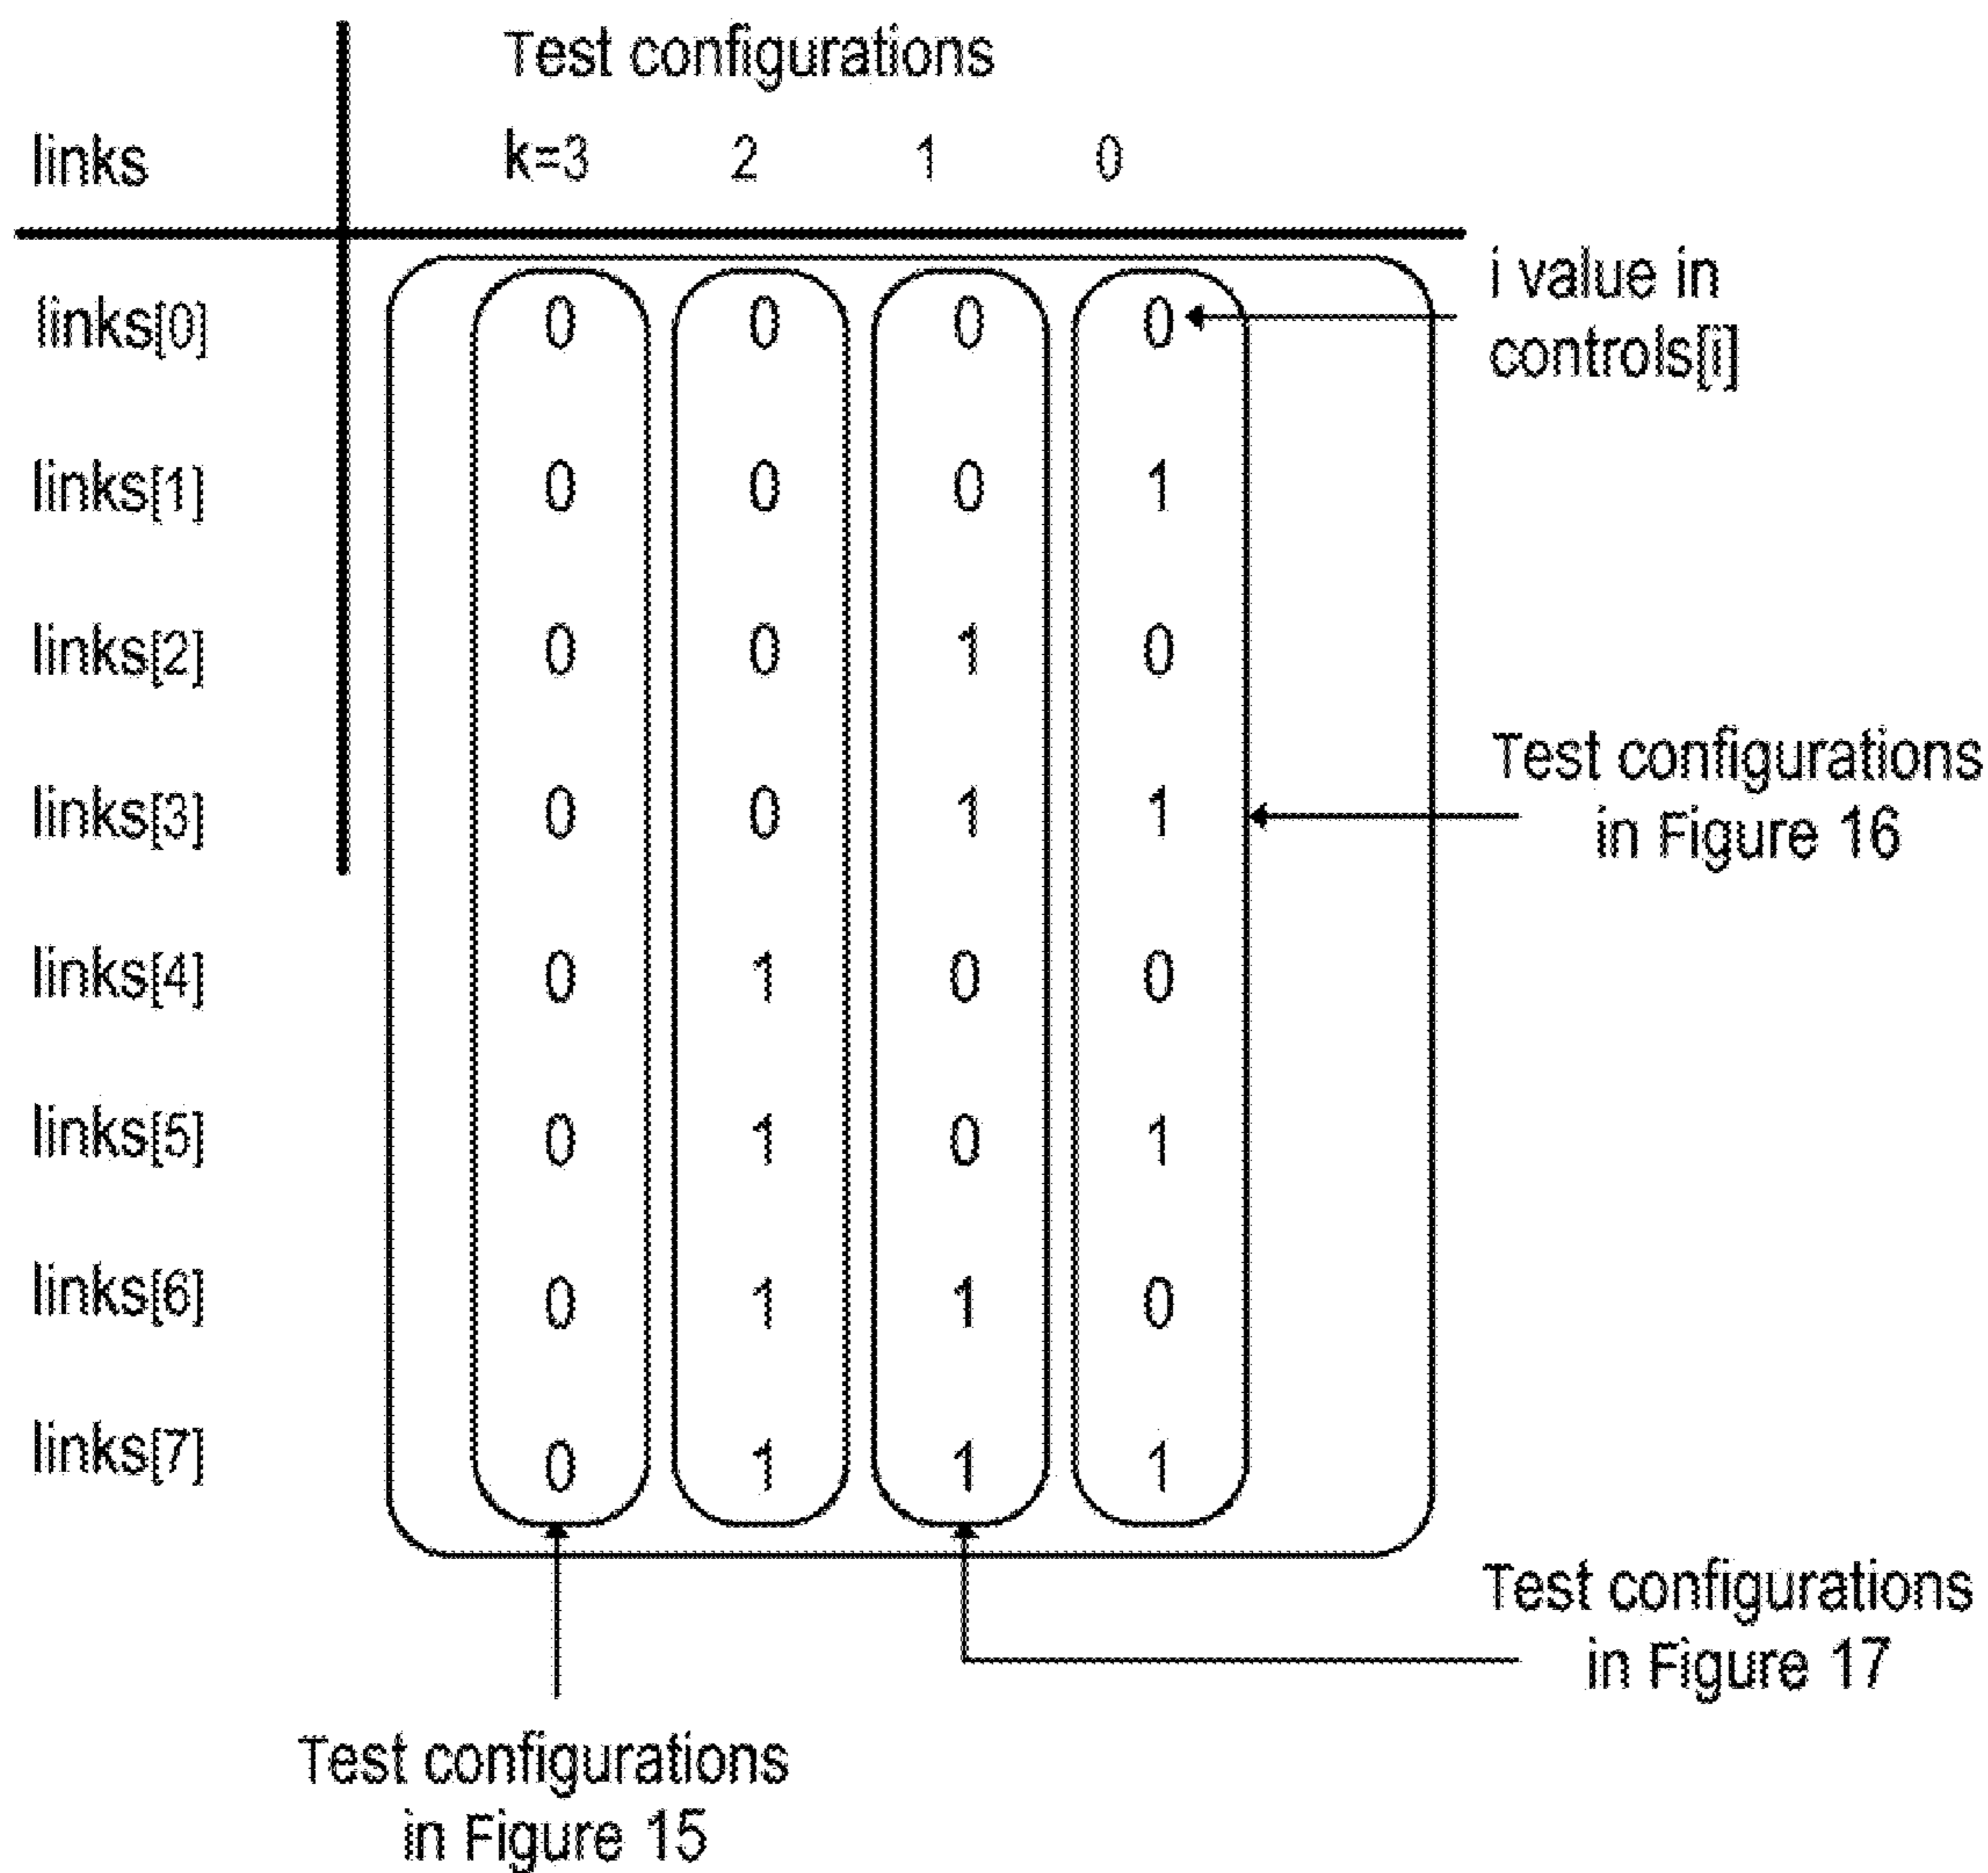 Test configurations
links k=3 2 1 0
links[0] 0 0 0 0
i value in
controls[i]
links[1] 0 0 0 1
links[2] 0 0 1 0
links[3] 0 0 1 1
Test configurations
in Figure 16
links[4] 0 1 0 0
links[5] 0 1 0 1
links[6] 0 1 1 0
links[7] 0 1 1 1
Test configurations
in Figure 17
Test configurations
in Figure 15